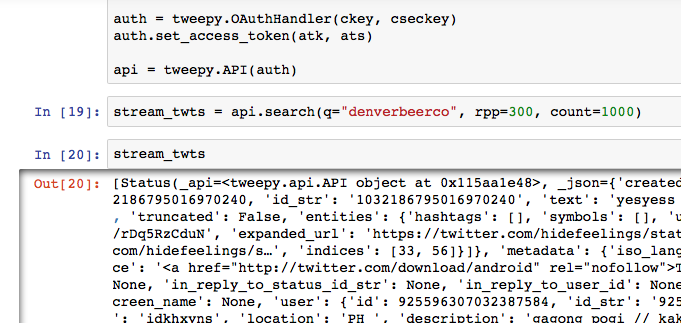 auth = tweepy.OAuthHandler(ckey, cseckey)
auth.set_access_token(atk, ats)
api = tweepy.API(auth)
In [19]: stream_twts = api.search(q="denverbeerco", rpp=300, count=1000)
In [20]: stream_twts
Out[20]: [Status(_api=<tweepy.api.API object at 0x115aa1e48>, _json={'created
2186795016970240, 'id_str': '1032186795016970240', 'text': 'yesyess
, 'truncated': False, 'entities': {'hashtags': [], 'symbols': [], 'u
/rDq5RzCduN', 'expanded_url': 'https://twitter.com/hidefeelings/stat
com/hidefeelings/s…', 'indices': [33, 56]}]}, 'metadata': {'iso_lang
ce': '<a href="http://twitter.com/download/android" rel="nofollow">T
None, 'in_reply_to_status_id_str': None, 'in_reply_to_user_id': None
creen_name': None, 'user': {'id': 925596307032387584, 'id_str': '925
': 'idkhxvns', 'location': 'PH ', 'description': 'gagong pogi // kak